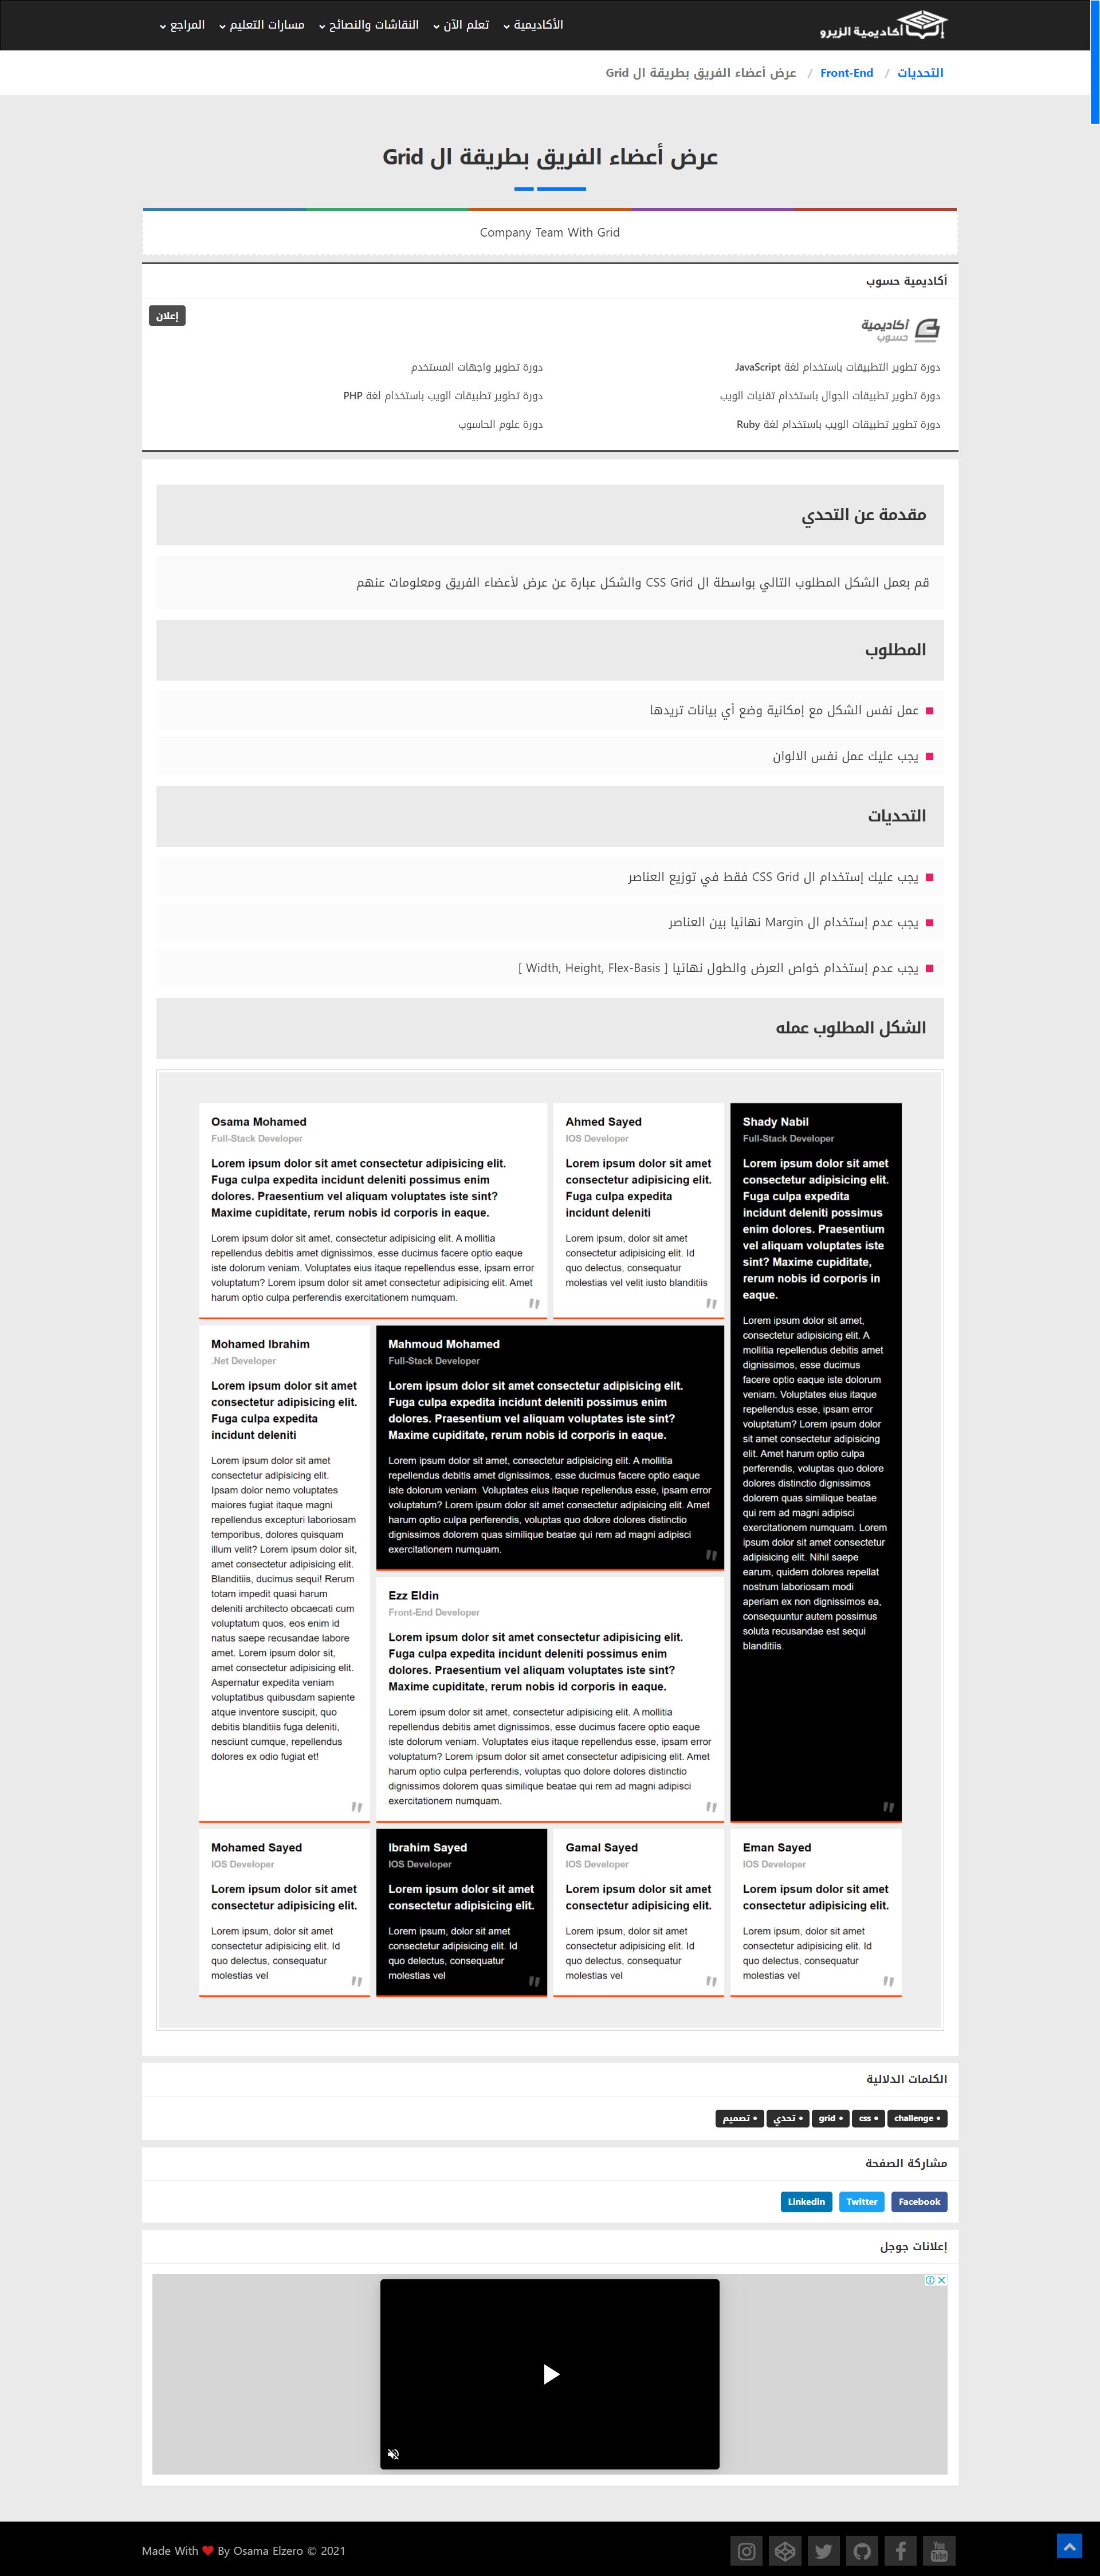 أكاديمية الزيرو
الأكاديمية
تعلم الآن
النقاشات والنصائح
مسارات التعليم
المراجع
التحديات / Front-End / عرض أعضاء الفريق بطريقة ال Grid
عرض أعضاء الفريق بطريقة ال Grid
Company Team With Grid
أكاديمية حسوب
إعلان
أكاديمية
حسوب
دورة تطوير التطبيقات باستخدام لغة JavaScript
دورة تطوير واجهات المستخدم
دورة تطوير تطبيقات الجوال باستخدام تقنيات الويب
دورة تطوير تطبيقات الويب باستخدام لغة PHP
دورة تطوير تطبيقات الويب باستخدام لغة Ruby
دورة علوم الحاسوب
مقدمة عن التحدي
قم بعمل الشكل المطلوب التالي بواسطة ال CSS Grid والشكل عبارة عن عرض لأعضاء الفريق ومعلومات عنهم
المطلوب
عمل نفس الشكل مع إمكانية وضع أي بيانات تريدها
يجب عليك عمل نفس الالوان
التحديات
يجب عليك إستخدام ال CSS Grid فقط في توزيع العناصر
يجب عدم إستخدام ال Margin نهائيا بين العناصر
يجب عدم إستخدام خواص العرض والطول نهائيا [ Width, Height, Flex-Basis ]
الشكل المطلوب عمله
Osama Mohamed
Full-Stack Developer
Lorem ipsum dolor sit amet consectetur adipisicing elit.
Fuga culpa expedita incidunt deleniti possimus enim
dolores. Praesentium vel aliquam voluptates iste sint?
Maxime cupiditate, rerum nobis id corporis in eaque.
Lorem ipsum dolor sit amet, consectetur adipisicing elit. A mollitia
repellendus debitis amet dignissimos, esse ducimus facere optio eaque
iste dolorum veniam. Voluptates eius itaque repellendus esse, ipsam error
voluptatum? Lorem ipsum dolor sit amet consectetur adipisicing elit. Amet
harum optio culpa perferendis exercitationem numquam.
Ahmed Sayed
IOS Developer
Lorem ipsum dolor sit amet
consectetur adipisicing elit.
Fuga culpa expedita
incidunt deleniti
Lorem ipsum, dolor sit amet
consectetur adipisicing elit. Id
quo delectus, consequatur
molestias vel velit iusto blanditiis
Shady Nabil
Full-Stack Developer
Lorem ipsum dolor sit amet
consectetur adipisicing elit.
Fuga culpa expedita
incidunt deleniti possimus
enim dolores. Praesentium
vel aliquam voluptates iste
sint? Maxime cupiditate,
rerum nobis id corporis in
eaque.
Lorem ipsum dolor sit amet,
consectetur adipisicing elit. A
mollitia repellendus debitis amet
dignissimos, esse ducimus
facere optio eaque iste dolorum
veniam. Voluptates eius itaque
repellendus esse, ipsam error
voluptatum? Lorem ipsum dolor
sit amet consectetur adipisicing
elit. Amet harum optio culpa
perferendis, voluptas quo dolore
dolores distinctio dignissimos
dolorem quas similique beatae
qui rem ad magni adipisci
exercitationem numquam. Lorem
ipsum dolor sit amet consectetur
adipisicing elit. Nihil saepe
earum, quidem dolores repellat
nostrum laboriosam modi
aperiam ex non dignissimos ea,
consequuntur autem possimus
soluta recusandae est sequi
blanditiis.
Mohamed Ibrahim
.Net Developer
Lorem ipsum dolor sit amet
consectetur adipisicing elit.
Fuga culpa expedita
incidunt deleniti
Lorem ipsum dolor sit amet
consectetur adipisicing elit.
Ipsam dolor nemo voluptates
maiores fugiat itaque magni
repellendus excepturi laboriosam
temporibus, dolores quisquam
illum velit? Lorem ipsum dolor sit,
amet consectetur adipisicing elit.
Blanditiis, ducimus sequi! Rerum
totam impedit quasi harum
deleniti architecto obcaecati cum
voluptatum quos, eos enim id
natus saepe recusandae labore
amet. Lorem ipsum dolor sit,
amet consectetur adipisicing elit.
Aspernatur expedita veniam
voluptatibus quibusdam sapiente
atque inventore suscipit, quo
debitis blanditiis fuga deleniti,
nesciunt cumque, repellendus
dolores ex odio fugiat et!
Mahmoud Mohamed
Full-Stack Developer
Lorem ipsum dolor sit amet consectetur adipisicing elit.
Fuga culpa expedita incidunt deleniti possimus enim
dolores. Praesentium vel aliquam voluptates iste sint?
Maxime cupiditate, rerum nobis id corporis in eaque.
Lorem ipsum dolor sit amet, consectetur adipisicing elit. A mollitia
repellendus debitis amet dignissimos, esse ducimus facere optio eaque
iste dolorum veniam. Voluptates eius itaque repellendus esse, ipsam error
voluptatum? Lorem ipsum dolor sit amet consectetur adipisicing elit. Amet
harum optio culpa perferendis, voluptas quo dolore dolores distinctio
dignissimos dolorem quas similique beatae qui rem ad magni adipisci
exercitationem numquam.
Ezz Eldin
Front-End Developer
Lorem ipsum dolor sit amet consectetur adipisicing elit.
Fuga culpa expedita incidunt deleniti possimus enim
dolores. Praesentium vel aliquam voluptates iste sint?
Maxime cupiditate, rerum nobis id corporis in eaque.
Lorem ipsum dolor sit amet, consectetur adipisicing elit. A mollitia
repellendus debitis amet dignissimos, esse ducimus facere optio eaque
iste dolorum veniam. Voluptates eius itaque repellendus esse, ipsam error
voluptatum? Lorem ipsum dolor sit amet consectetur adipisicing elit. Amet
harum optio culpa perferendis, voluptas quo dolore dolores distinctio
dignissimos dolorem quas similique beatae qui rem ad magni adipisci
exercitationem numquam.
Mohamed Sayed
IOS Developer
Lorem ipsum dolor sit amet
consectetur adipisicing elit.
Lorem ipsum, dolor sit amet
consectetur adipisicing elit. Id
quo delectus, consequatur
molestias vel
Ibrahim Sayed
IOS Developer
Lorem ipsum dolor sit amet
consectetur adipisicing elit.
Lorem ipsum, dolor sit amet
consectetur adipisicing elit. Id
quo delectus, consequatur
molestias vel
Gamal Sayed
IOS Developer
Lorem ipsum dolor sit amet
consectetur adipisicing elit.
Lorem ipsum, dolor sit amet
consectetur adipisicing elit. Id
quo delectus, consequatur
molestias vel
Eman Sayed
IOS Developer
Lorem ipsum dolor sit amet
consectetur adipisicing elit.
Lorem ipsum, dolor sit amet
consectetur adipisicing elit. Id
quo delectus, consequatur
molestias vel
الكلمات الدلالية
challenge
css
grid
تحدي
تصميم
مشاركة الصفحة
Facebook
Twitter
Linkedin
إعلانات جوجل
Made With ❤ By Osama Elzero © 2021
You Tube